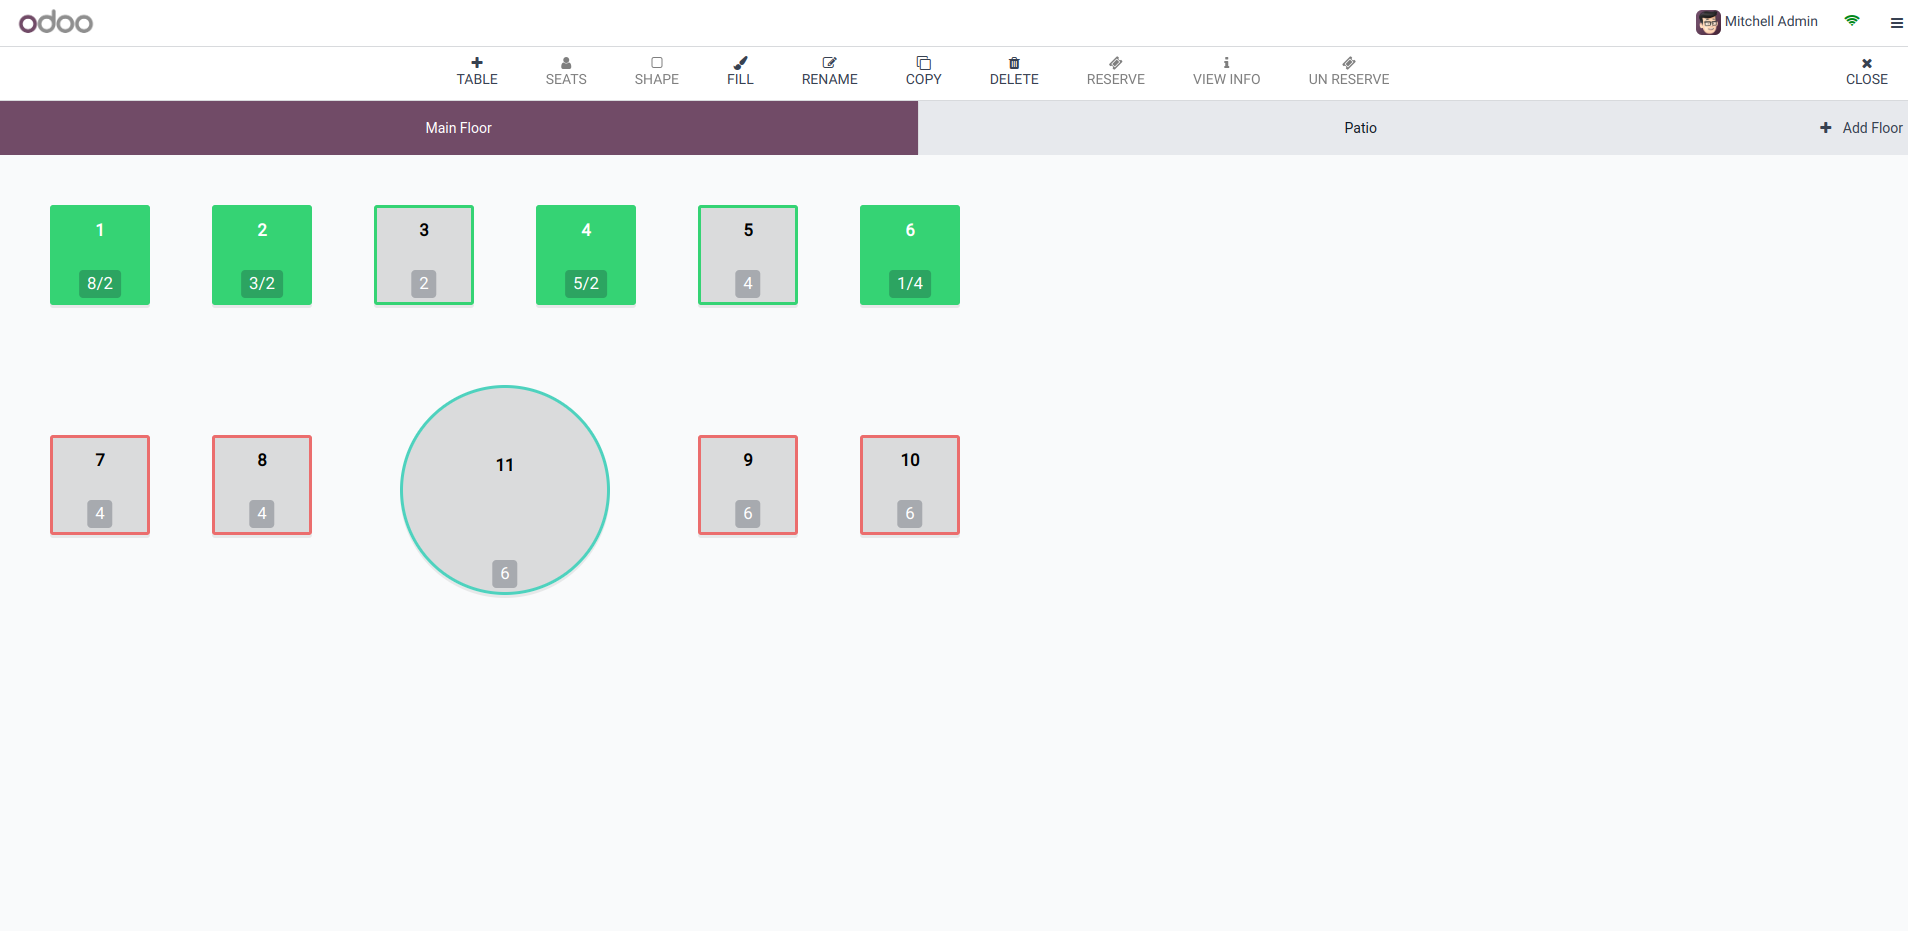 odoo
Mitchell Admin
TABLE SEATS SHAPE FILL RENAME COPY DELETE RESERVE VIEW INFO UN RESERVE CLOSE
Main Floor Patio Add Floor
1 2 3 4 5 6
8/2 3/2 2 5/2 4 1/4
7 8 11 9 10
4 4 6 6
6